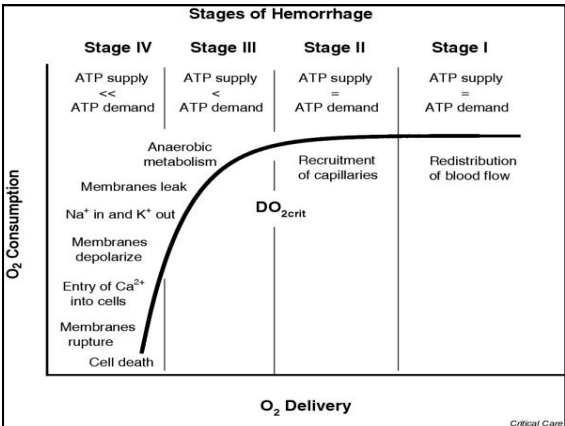 Stages of Hemorrhage
Stage IV
Stage III
Stage II
Stage I
ATP supply
<<
ATP demand
ATP supply
<
ATP demand
ATP supply
=
ATP demand
ATP supply
=
ATP demand
Anaerobic
metabolism
Membranes leak
Na⁺ in and K⁺ out
Membranes
depolarize
Entry of Ca²⁺
into cells
Membranes
rupture
Cell death
DO₂crit
Recruitment
of capillaries
Redistribution
of blood flow
O₂ Consumption
O₂ Delivery
Critical Care